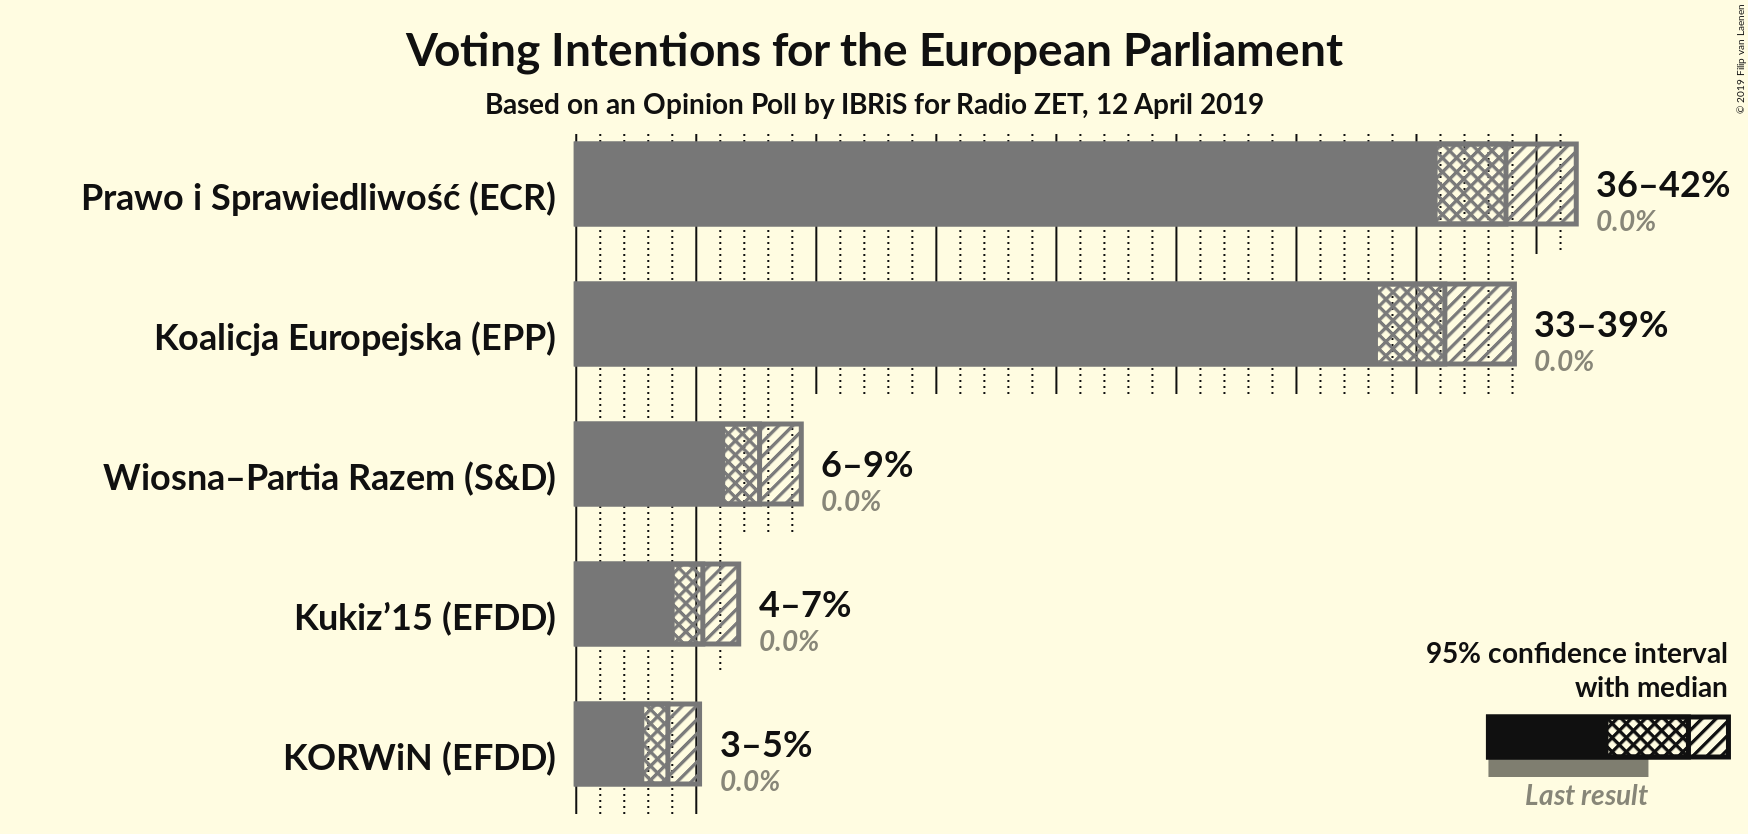 Voting Intentions for the European Parliament
Based on an Opinion Poll by IBRiS for Radio ZET, 12 April 2019
© 2019 Filip van Laenen
Prawo i Sprawiedliwość (ECR)
36–42%
0.0%
Koalicja Europejska (EPP)
33–39%
0.0%
Wiosna–Partia Razem (S&D)
6–9%
0.0%
Kukiz’15 (EFDD)
4–7%
0.0%
KORWiN (EFDD)
3–5%
0.0%
95% confidence interval
with median
Last result